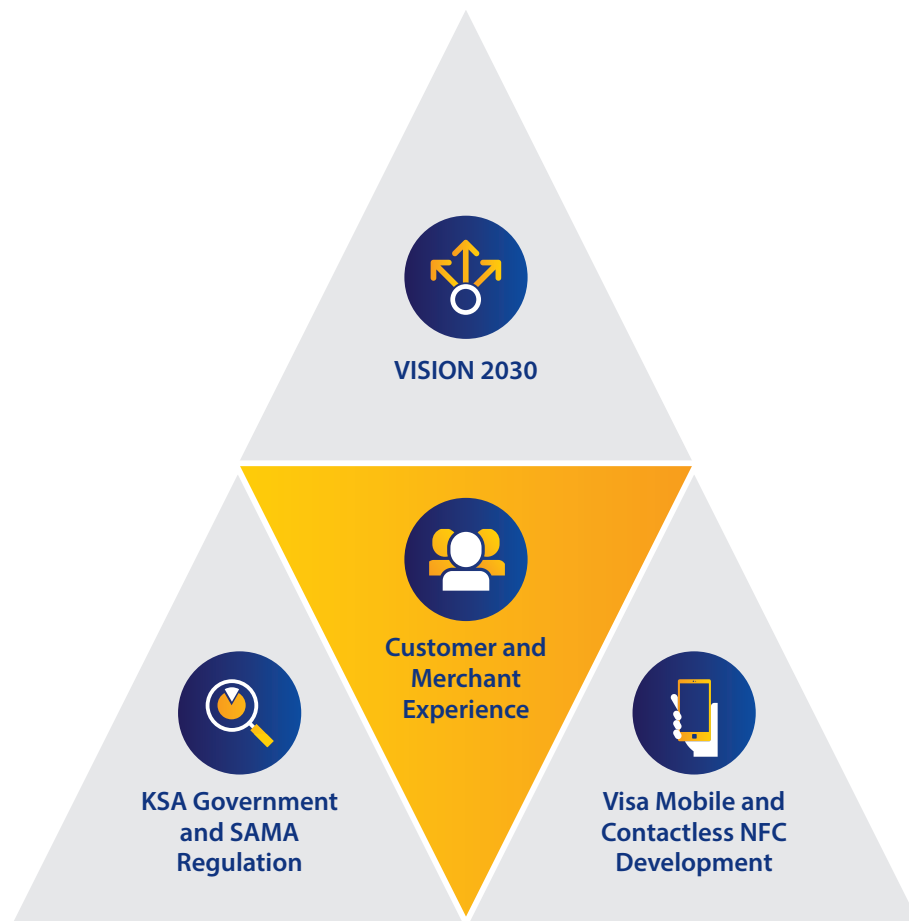 VISION 2030
Customer and
Merchant
Experience
KSA Government
and SAMA
Regulation
Visa Mobile and
Contactless NFC
Development